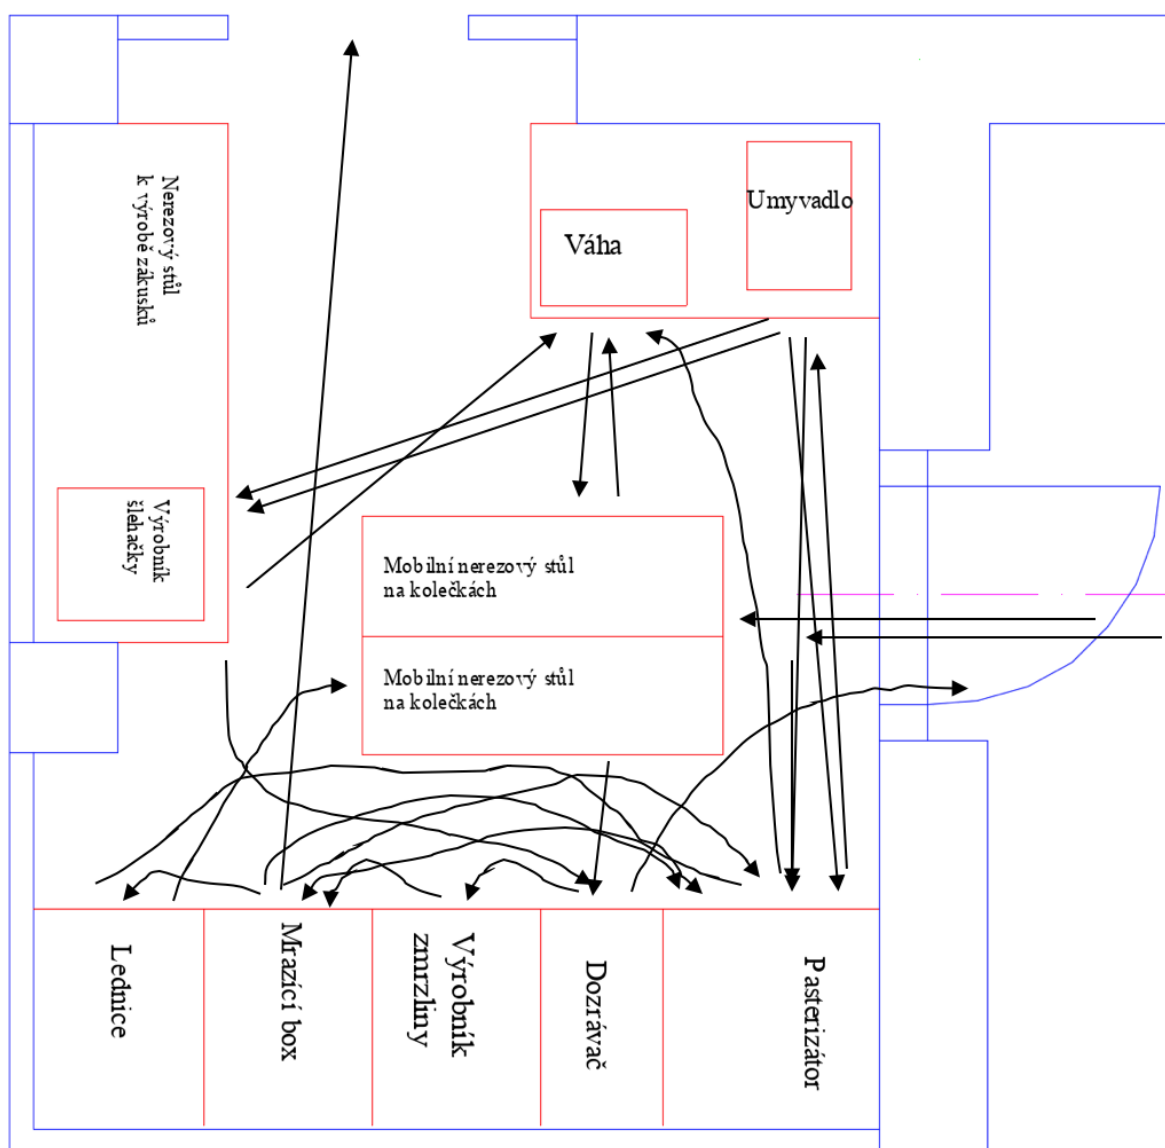 Nerezový stůl
k výrobě zákusků
Váha
Umyvadlo
Výrobník
šlehačky
Mobilní nerezový stůl
na kolečkách
Mobilní nerezový stůl
na kolečkách
Lednice
Mrazící box
Výrobník
zmrzliny
Dozrávač
Pasterizátor